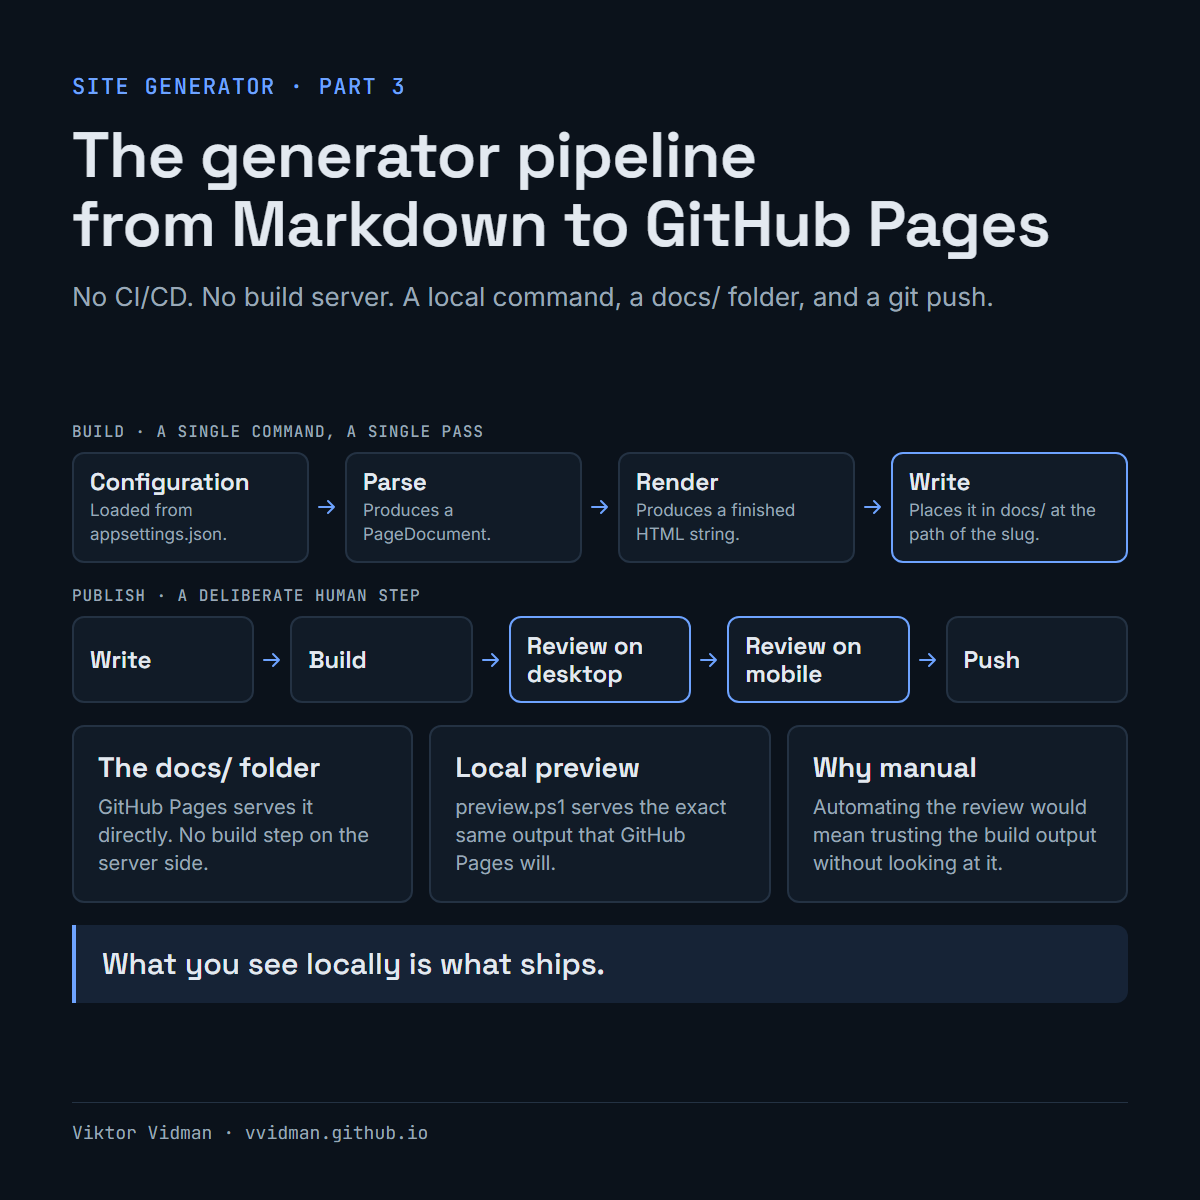 SITE GENERATOR · PART 3
The generator pipeline
from Markdown to GitHub Pages
No CI/CD. No build server. A local command, a docs/ folder, and a git push.
BUILD · A SINGLE COMMAND, A SINGLE PASS
Configuration
Loaded from
appsettings.json.
→
Parse
Produces a
PageDocument.
→
Render
Produces a finished
HTML string.
→
Write
Places it in docs/ at the
path of the slug.
PUBLISH · A DELIBERATE HUMAN STEP
Write
→
Build
→
Review on
desktop
→
Review on
mobile
→
Push
The docs/ folder
GitHub Pages serves it
directly. No build step on the
server side.
Local preview
preview.ps1 serves the exact
same output that GitHub
Pages will.
Why manual
Automating the review would
mean trusting the build output
without looking at it.
What you see locally is what ships.
Viktor Vidman · vvidman.github.io